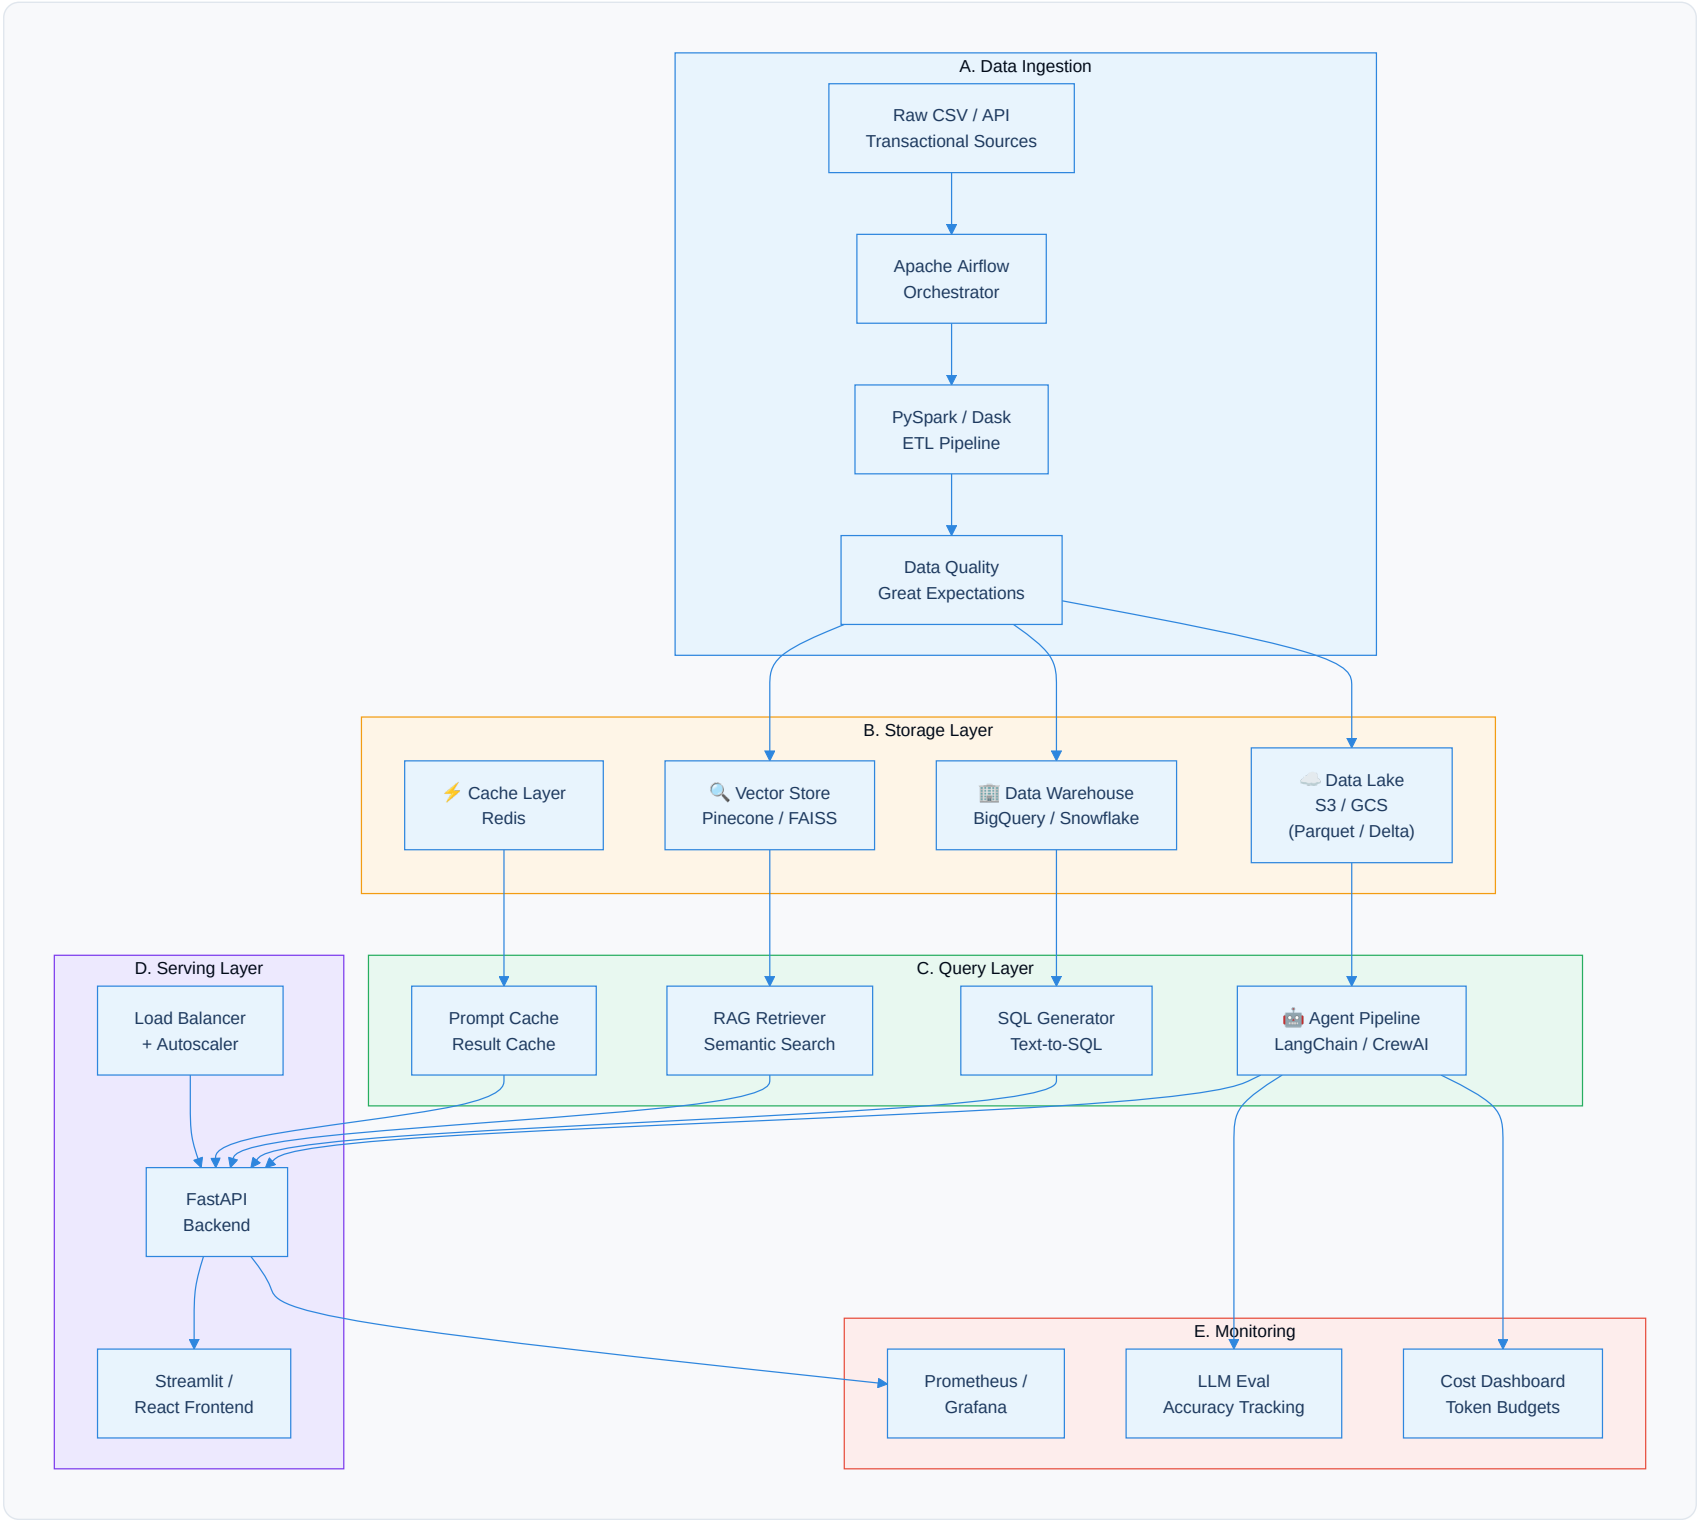 A. Data Ingestion
Raw CSV / API
Transactional Sources
Apache Airflow
Orchestrator
PySpark / Dask
ETL Pipeline
Data Quality
Great Expectations
B. Storage Layer
⚡ Cache Layer
Redis
🔍 Vector Store
Pinecone / FAISS
🏢 Data Warehouse
BigQuery / Snowflake
☁️ Data Lake
S3 / GCS
(Parquet / Delta)
D. Serving Layer
Load Balancer
+ Autoscaler
C. Query Layer
Prompt Cache
Result Cache
RAG Retriever
Semantic Search
SQL Generator
Text-to-SQL
🤖 Agent Pipeline
LangChain / CrewAI
FastAPI
Backend
Streamlit /
React Frontend
E. Monitoring
Prometheus /
Grafana
LLM Eval
Accuracy Tracking
Cost Dashboard
Token Budgets